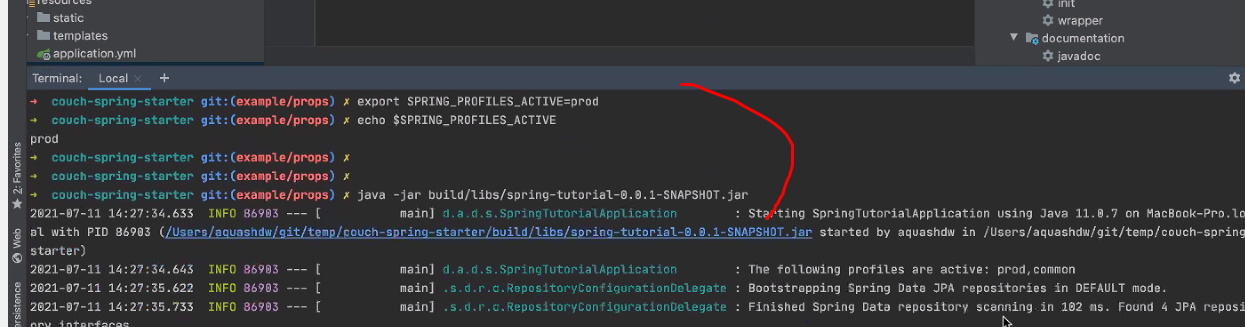 resources
static
templates
application.yml
init
wrapper
documentation
javadoc
Terminal: Local × +
→ couch-spring-starter git:(example/props) ✗ export SPRING_PROFILES_ACTIVE=prod
→ couch-spring-starter git:(example/props) ✗ echo $SPRING_PROFILES_ACTIVE
prod
→ couch-spring-starter git:(example/props) ✗
→ couch-spring-starter git:(example/props) ✗
→ couch-spring-starter git:(example/props) ✗ java -jar build/libs/spring-tutorial-0.0.1-SNAPSHOT.jar
2021-07-11 14:27:34.633 INFO 86903 --- [ main] d.a.d.s.SpringTutorialApplication : Starting SpringTutorialApplication using Java 11.0.7 on MacBook-Pro.lo
al with PID 86903 (/Users/aquashdw/git/temp/couch-spring-starter/build/libs/spring-tutorial-0.0.1-SNAPSHOT.jar started by aquashdw in /Users/aquashdw/git/temp/couch-spring
starter)
2021-07-11 14:27:34.643 INFO 86903 --- [ main] d.a.d.s.SpringTutorialApplication : The following profiles are active: prod,common
2021-07-11 14:27:35.622 INFO 86903 --- [ main] .s.d.r.c.RepositoryConfigurationDelegate : Bootstrapping Spring Data JPA repositories in DEFAULT mode.
2021-07-11 14:27:35.733 INFO 86903 --- [ main] .s.d.r.c.RepositoryConfigurationDelegate : Finished Spring Data repository scanning in 102 ms. Found 4 JPA reposi
ory interfaces
2: Favorites
Web
ersistence